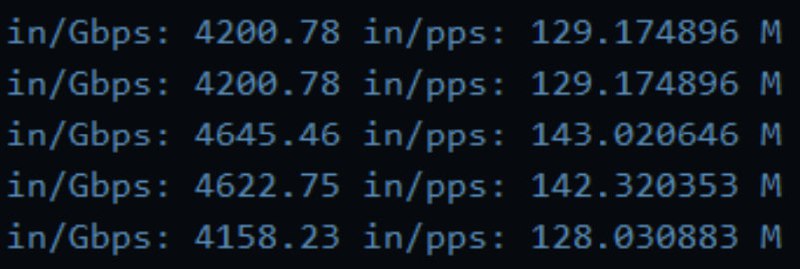 in/Gbps: 4200.78 in/pps: 129.174896 M
in/Gbps: 4200.78 in/pps: 129.174896 M
in/Gbps: 4645.46 in/pps: 143.020646 M
in/Gbps: 4622.75 in/pps: 142.320353 M
in/Gbps: 4158.23 in/pps: 128.030883 M